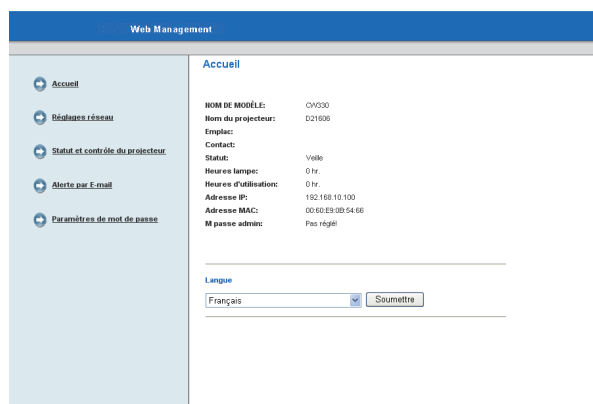 Web Management
Accueil
Réglages réseau
Statut et contrôle du projecteur
Alerte par E-mail
Paramètres de mot de passe
Accueil
NOM DE MODÈLE: CW330
Nom du projecteur: D21606
Emplac:
Contact:
Statut: Veille
Heures lampe: 0 hr.
Heures d'utilisation: 0 hr.
Adresse IP: 192.168.10.100
Adresse MAC: 00:60:E9:0B:54:66
M passe admin: Pas réglé!
Langue
Français Soumettre